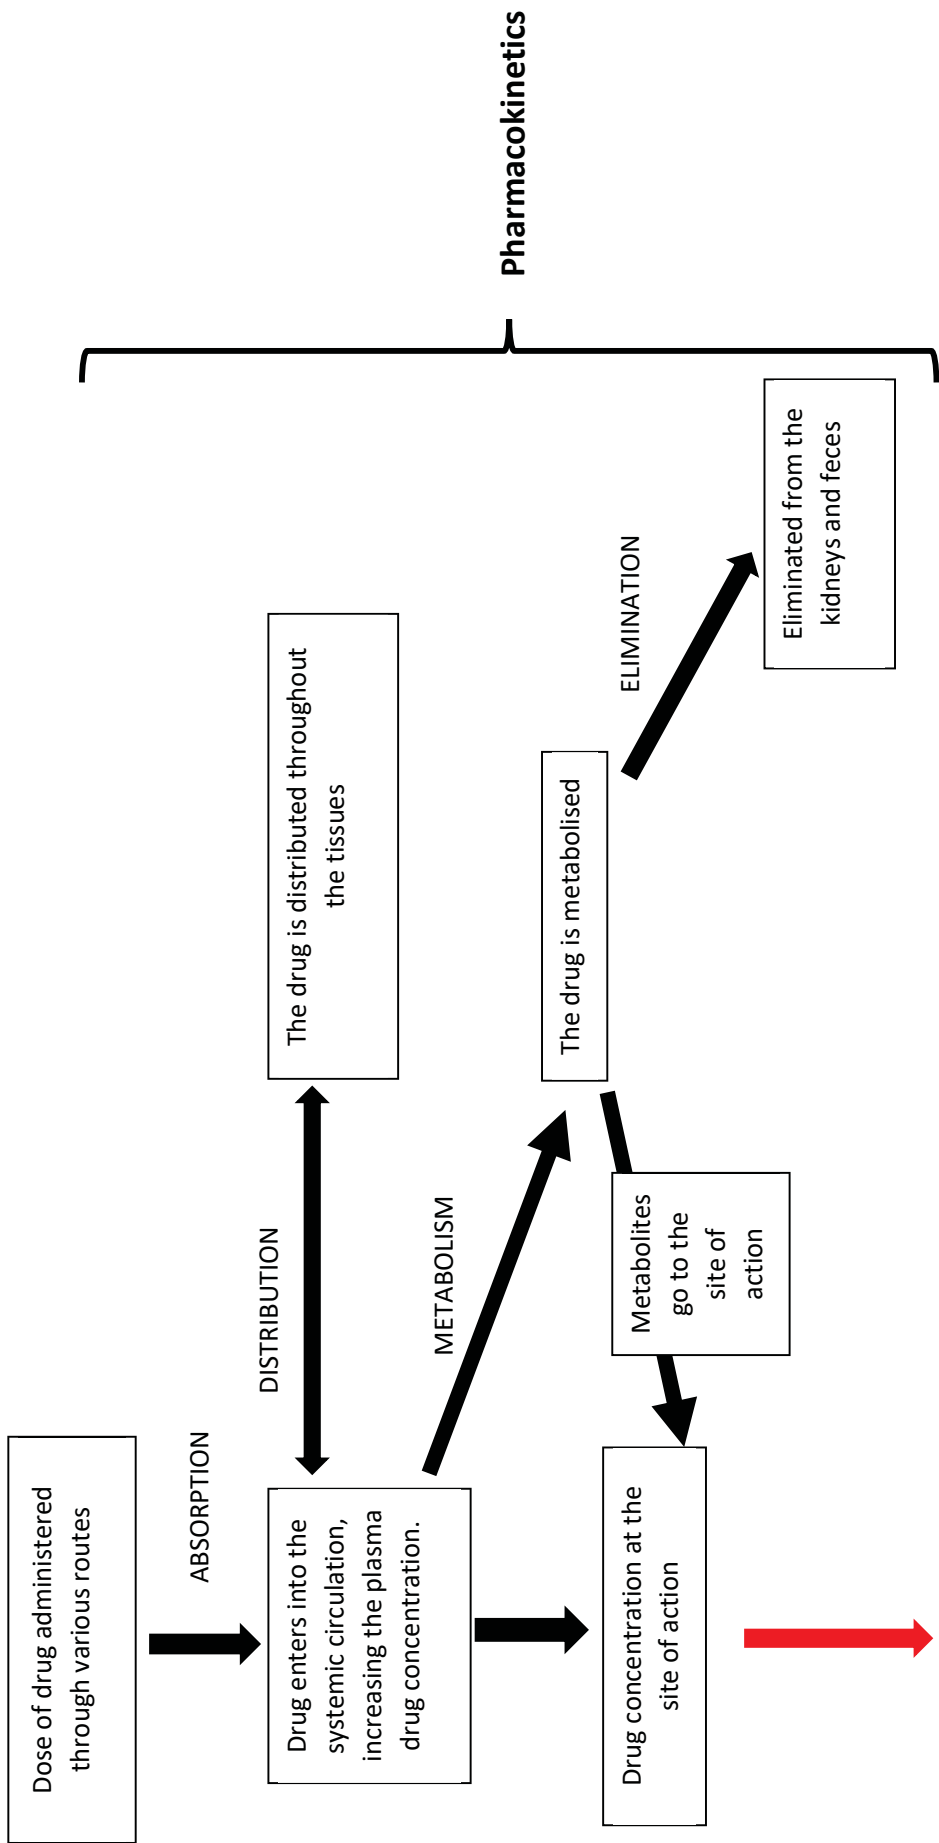 Dose of drug administered
through various routes
ABSORPTION
Drug enters into the
systemic circulation,
increasing the plasma
drug concentration.
DISTRIBUTION
The drug is distributed throughout
the tissues
METABOLISM
The drug is metabolised
Metabolites
go to the
site of
action
Drug concentration at the
site of action
ELIMINATION
Eliminated from the
kidneys and feces
Pharmacokinetics